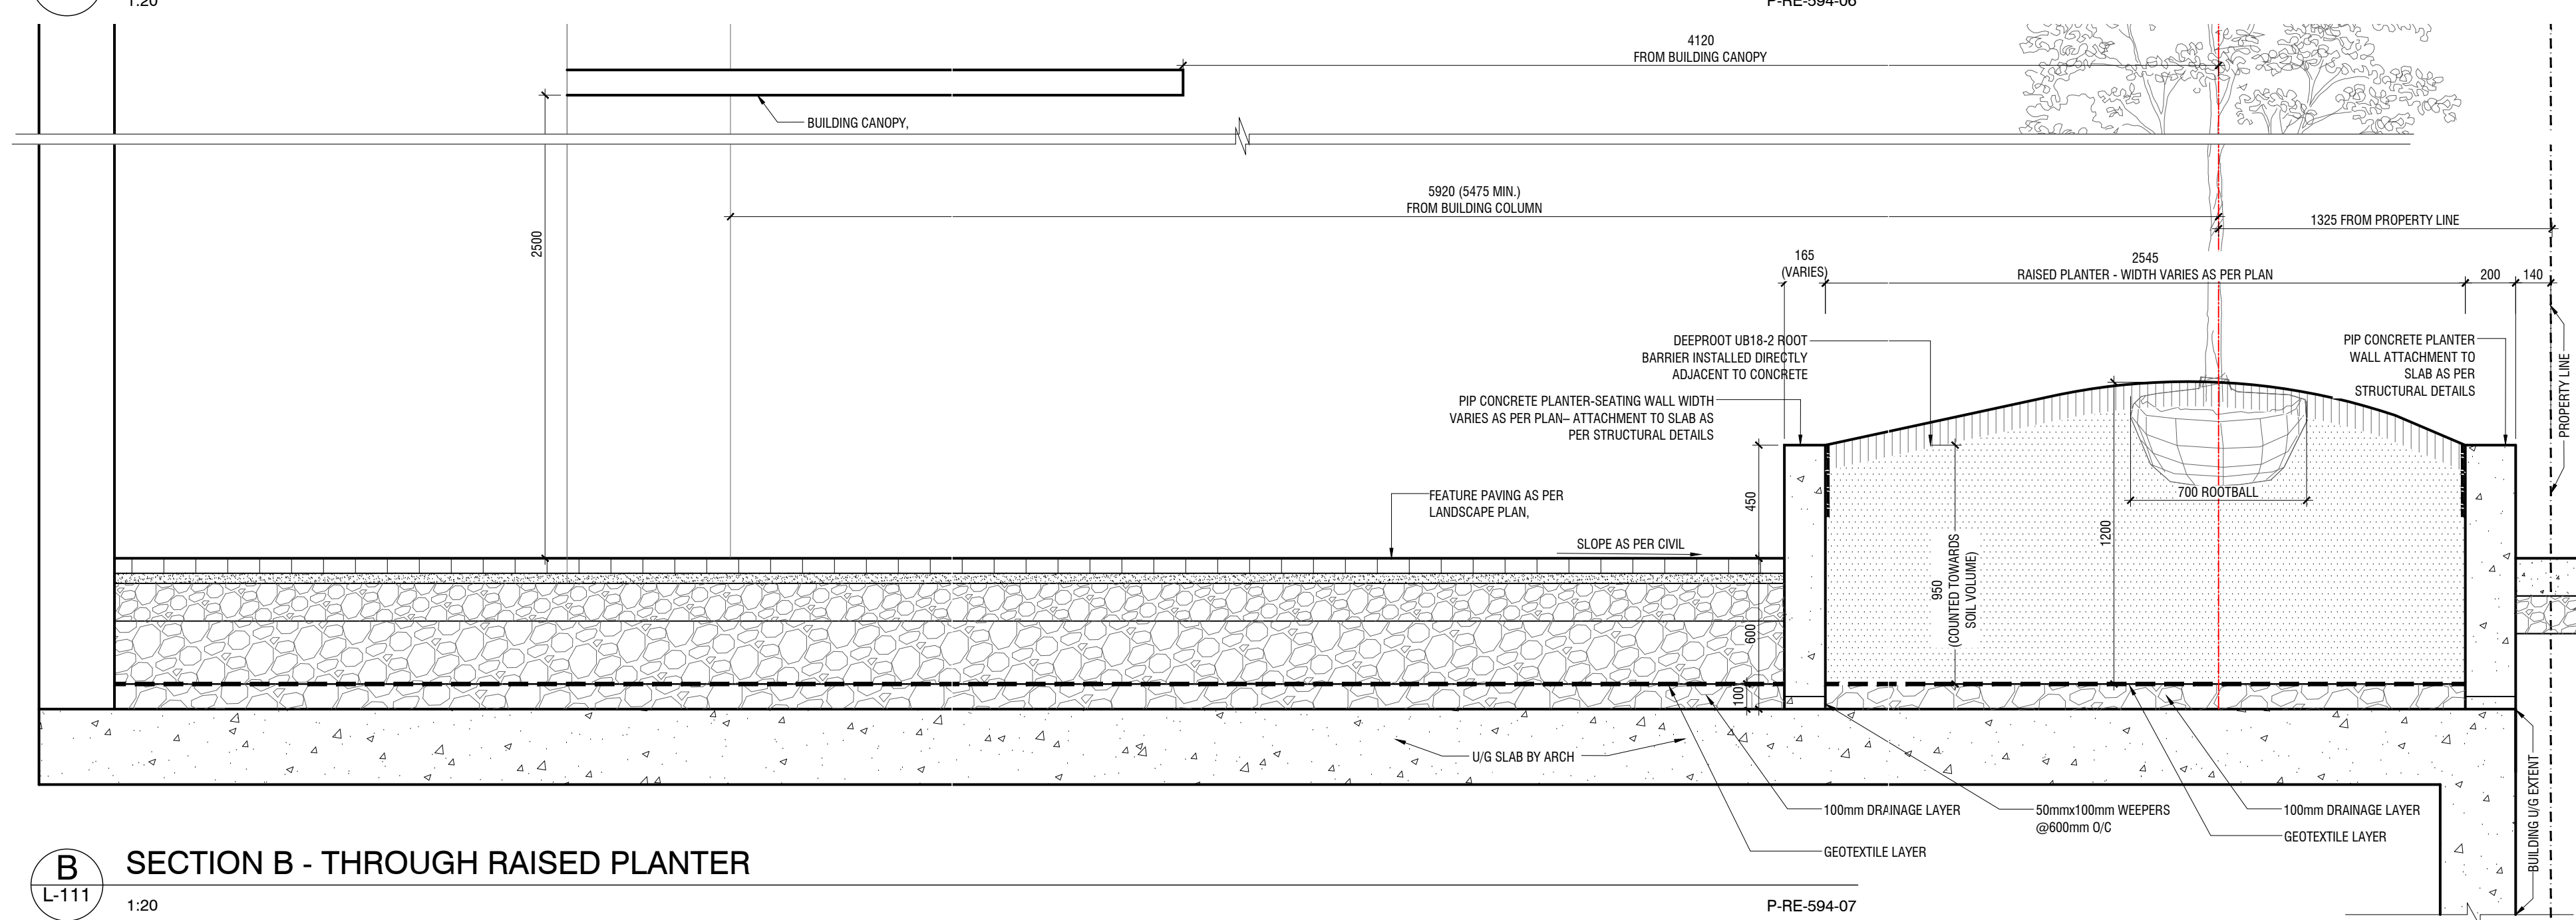 1:20
P-RE-594-06
4120
FROM BUILDING CANOPY
BUILDING CANOPY,
5920 (5475 MIN.)
FROM BUILDING COLUMN
1325 FROM PROPERTY LINE
2500
165
(VARIES)
2545
RAISED PLANTER - WIDTH VARIES AS PER PLAN
200
140
DEEPROOT UB18-2 ROOT
BARRIER INSTALLED DIRECTLY
ADJACENT TO CONCRETE
PIP CONCRETE PLANTER
WALL ATTACHMENT TO
SLAB AS PER
STRUCTURAL DETAILS
PROPERTY LINE
PIP CONCRETE PLANTER-SEATING WALL WIDTH
VARIES AS PER PLAN– ATTACHMENT TO SLAB AS
PER STRUCTURAL DETAILS
FEATURE PAVING AS PER
LANDSCAPE PLAN,
SLOPE AS PER CIVIL
450
600
100
700 ROOTBALL
1200
950
(COUNTED TOWARDS
SOIL VOLUME)
U/G SLAB BY ARCH
100mm DRAINAGE LAYER
GEOTEXTILE LAYER
50mmx100mm WEEPERS
@600mm O/C
100mm DRAINAGE LAYER
GEOTEXTILE LAYER
BUILDING U/G EXTENT
B
L-111
SECTION B - THROUGH RAISED PLANTER
1:20
P-RE-594-07